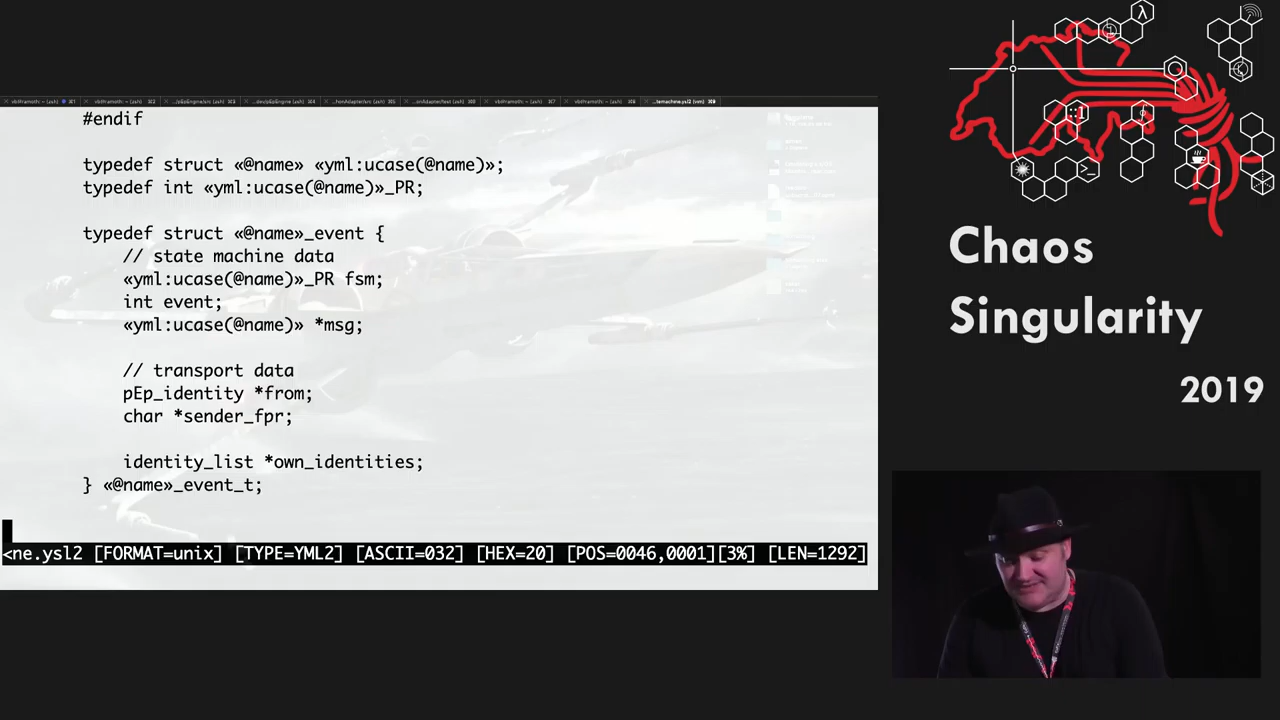 #endif
typedef struct «@name» «yml:ucase(@name)»;
typedef int «yml:ucase(@name)»_PR;
typedef struct «@name»_event {
// state machine data
«yml:ucase(@name)»_PR fsm;
int event;
«yml:ucase(@name)» *msg;
// transport data
pEp_identity *from;
char *sender_fpr;
identity_list *own_identities;
} «@name»_event_t;
<ne.ysl2 [FORMAT=unix] [TYPE=YML2] [ASCII=032] [HEX=20] [POS=0046,0001][3%] [LEN=1292]
Chaos
Singularity
2019